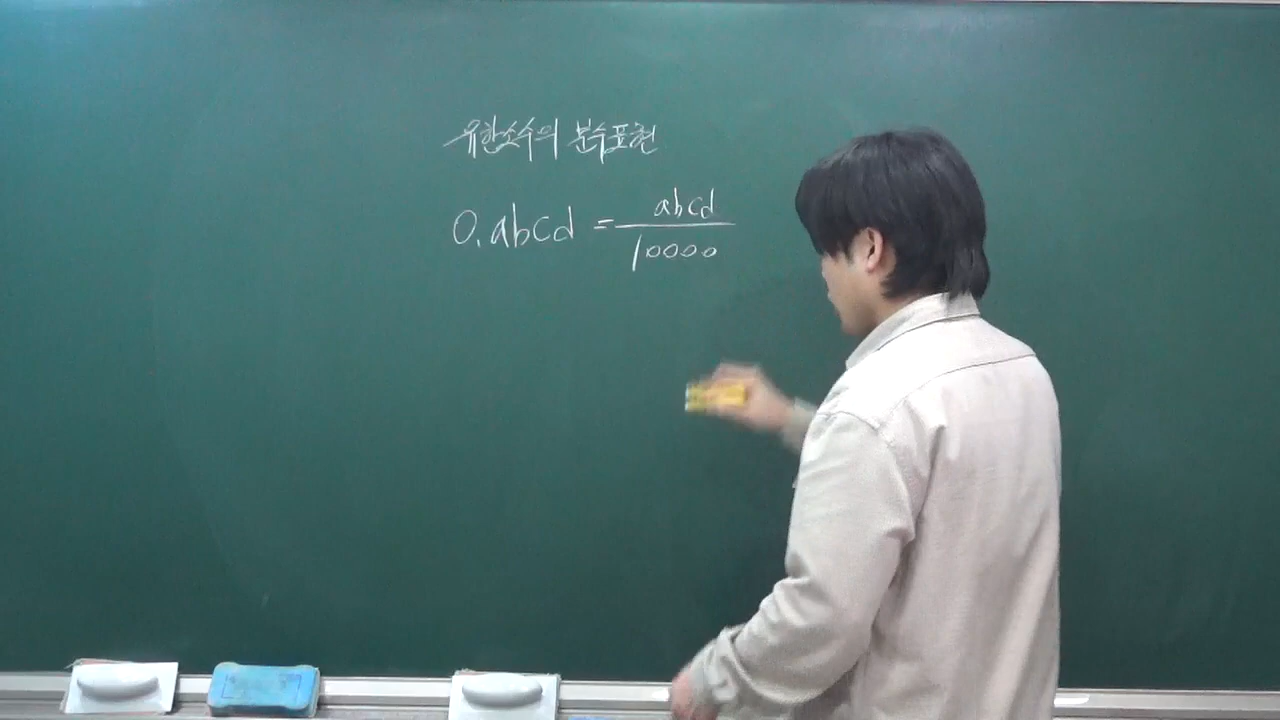 유한소수의 분수표현
0.abcd = abcd/10000